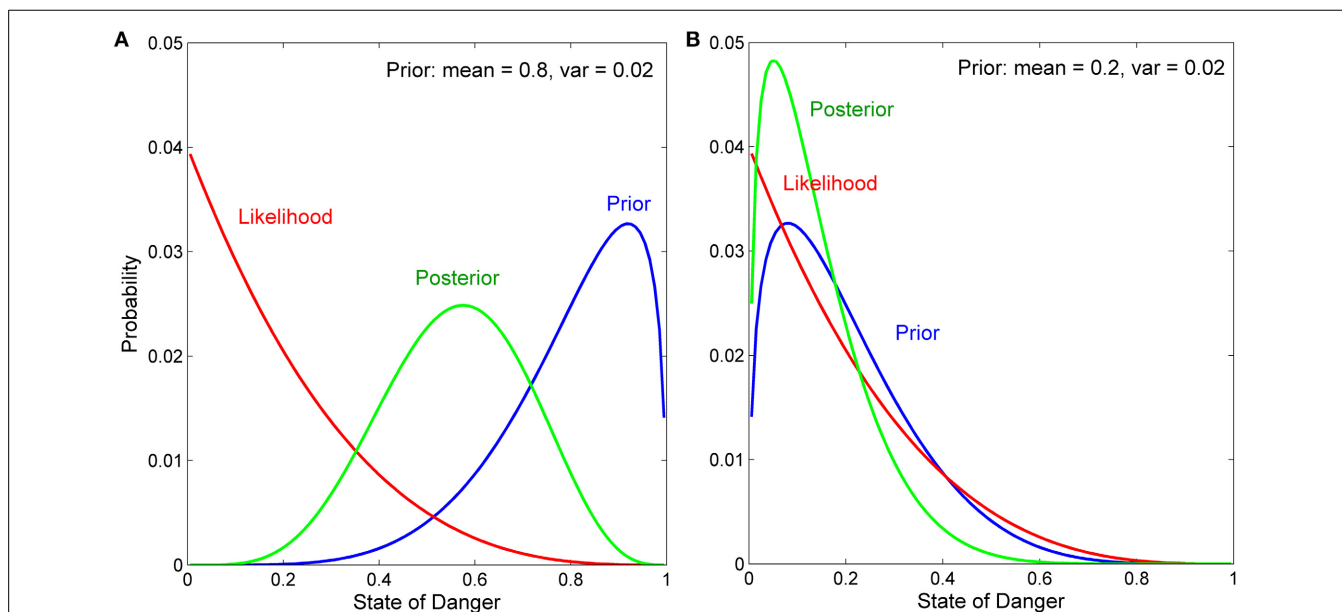 A
0.05
0.04
0.03
0.02
0.01
0
0
0.2
0.4
0.6
0.8
1
Probability
State of Danger
Prior: mean = 0.8, var = 0.02
Likelihood
Posterior
Prior
B
0.05
0.04
0.03
0.02
0.01
0
0
0.2
0.4
0.6
0.8
1
State of Danger
Prior: mean = 0.2, var = 0.02
Posterior
Likelihood
Prior